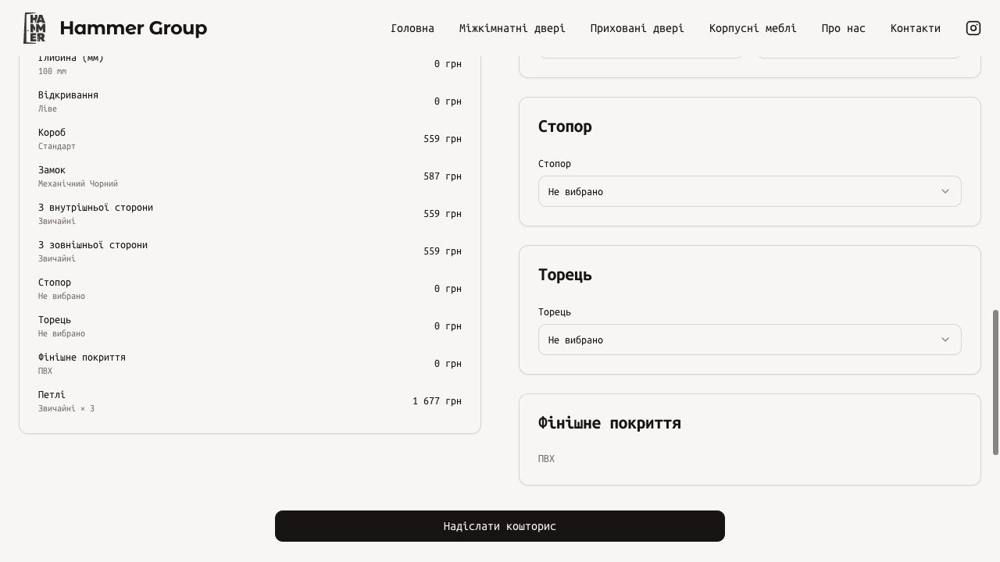 HAMMER
Hammer Group
Головна
Міжкімнатні двері
Приховані двері
Корпусні меблі
Про нас
Контакти
Глибина (мм)
100 mm
0 грн
Відкривання
Ліве
0 грн
Короб
Стандарт
559 грн
Замок
Механічний Чорний
587 грн
З внутрішньої сторони
Звичайні
559 грн
З зовнішньої сторони
Звичайні
559 грн
Стопор
Не вибрано
0 грн
Торець
Не вибрано
0 грн
Фінішне покриття
ПВХ
0 грн
Петлі
Звичайні × 3
1 677 грн
Стопор
Стопор
Не вибрано
Торець
Торець
Не вибрано
Фінішне покриття
ПВХ
Надіслати кошторис